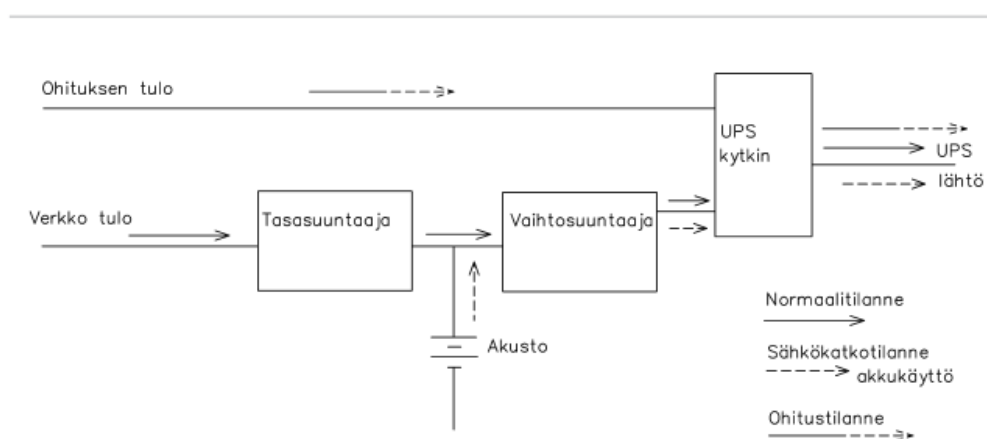 Ohituksen tulo
UPS
kytkin
UPS
lähtö
Verkko tulo
Tasasuuntaaja
Vaihtosuuntaaja
Akusto
Normaalitilanne
Sähkökatkotilanne
akkukäyttö
Ohitustilanne